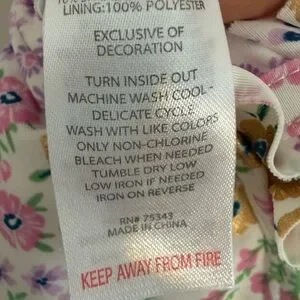 LINING:100% POLYESTER
EXCLUSIVE OF
DECORATION
TURN INSIDE OUT
MACHINE WASH COOL -
DELICATE CYCLE
WASH WITH LIKE COLORS
ONLY NON-CHLORINE
BLEACH WHEN NEEDED
TUMBLE DRY LOW
LOW IRON IF NEEDED
IRON ON REVERSE
RN# 75343
MADE IN CHINA
KEEP AWAY FROM FIRE